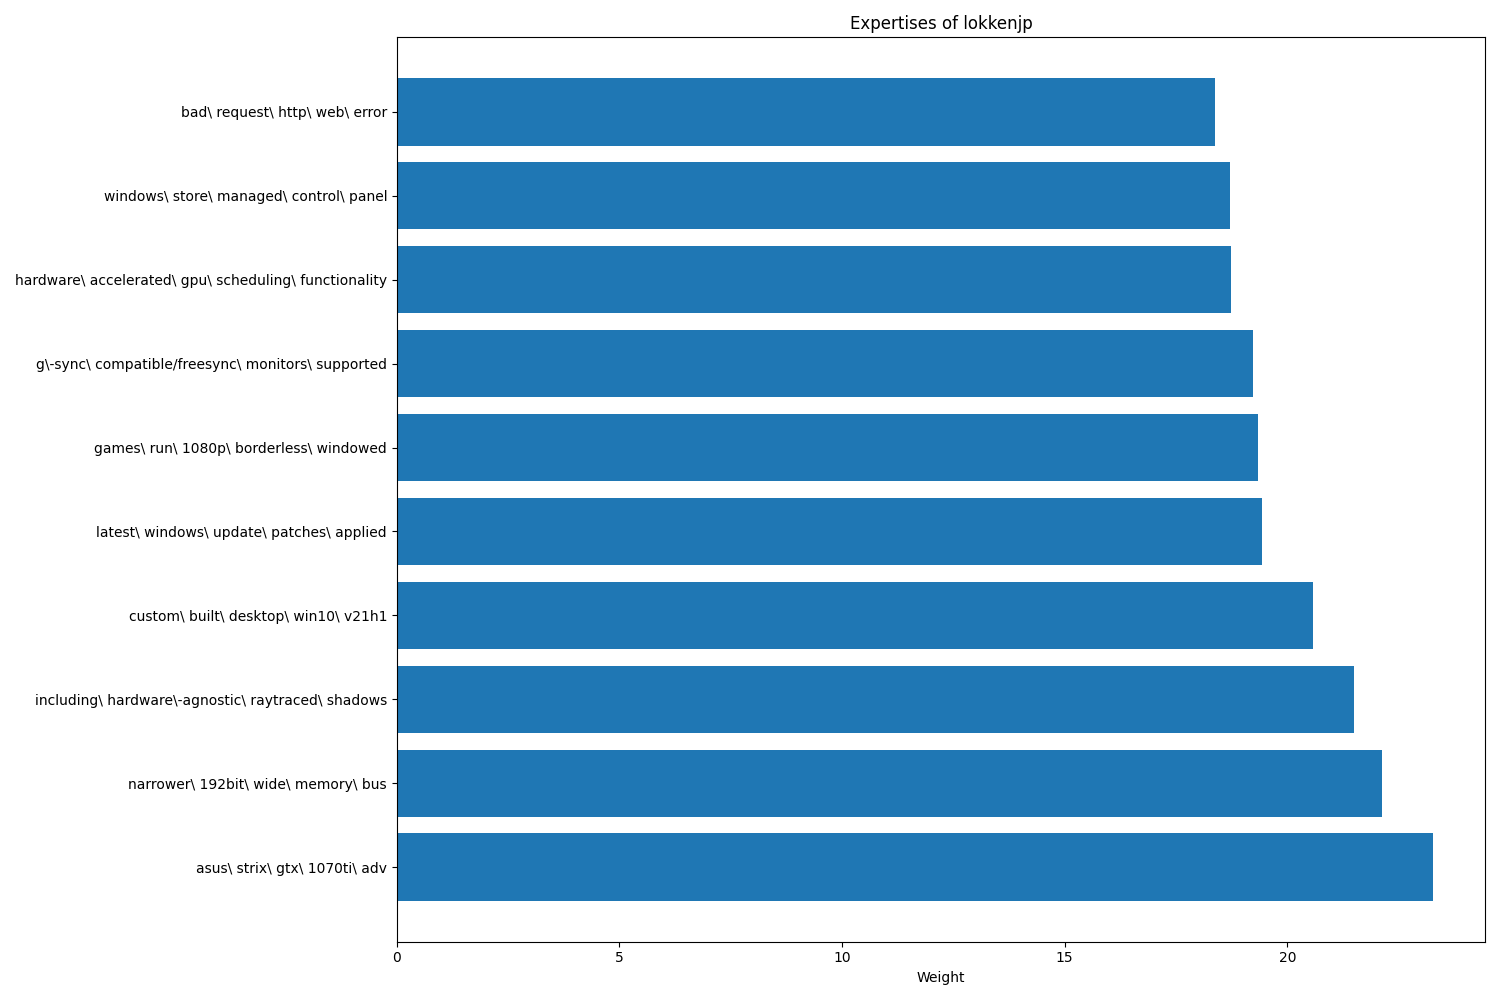 Expertises of lokkenjp
bad\ request\ http\ web\ error
windows\ store\ managed\ control\ panel
hardware\ accelerated\ gpu\ scheduling\ functionality
g\-sync\ compatible/freesync\ monitors\ supported
games\ run\ 1080p\ borderless\ windowed
latest\ windows\ update\ patches\ applied
custom\ built\ desktop\ win10\ v21h1
including\ hardware\-agnostic\ raytraced\ shadows
narrower\ 192bit\ wide\ memory\ bus
asus\ strix\ gtx\ 1070ti\ adv
0 5 10 15 20
Weight